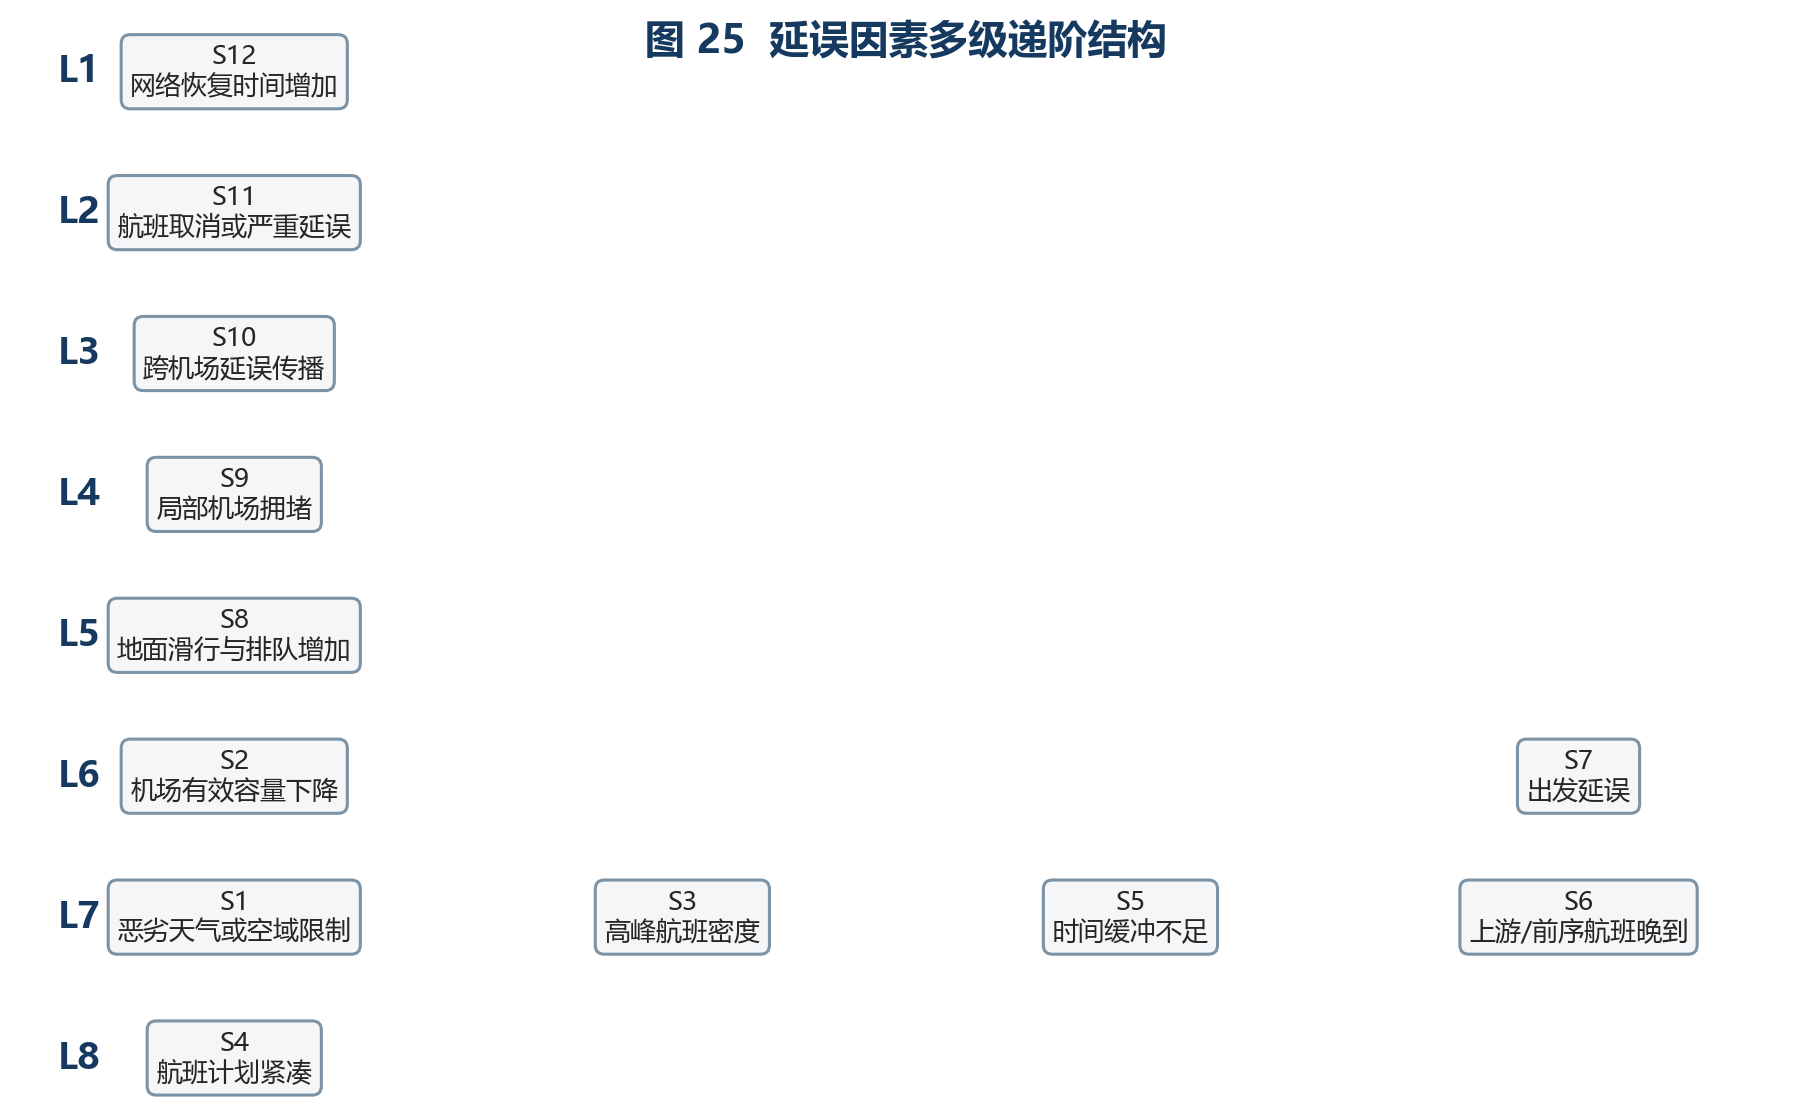 图 25 延误因素多级递阶结构
L1
S12
网络恢复时间增加
L2
S11
航班取消或严重延误
L3
S10
跨机场延误传播
L4
S9
局部机场拥堵
L5
S8
地面滑行与排队增加
L6
S2
机场有效容量下降
S7
出发延误
L7
S1
恶劣天气或空域限制
S3
高峰航班密度
S5
时间缓冲不足
S6
上游/前序航班晚到
L8
S4
航班计划紧凑